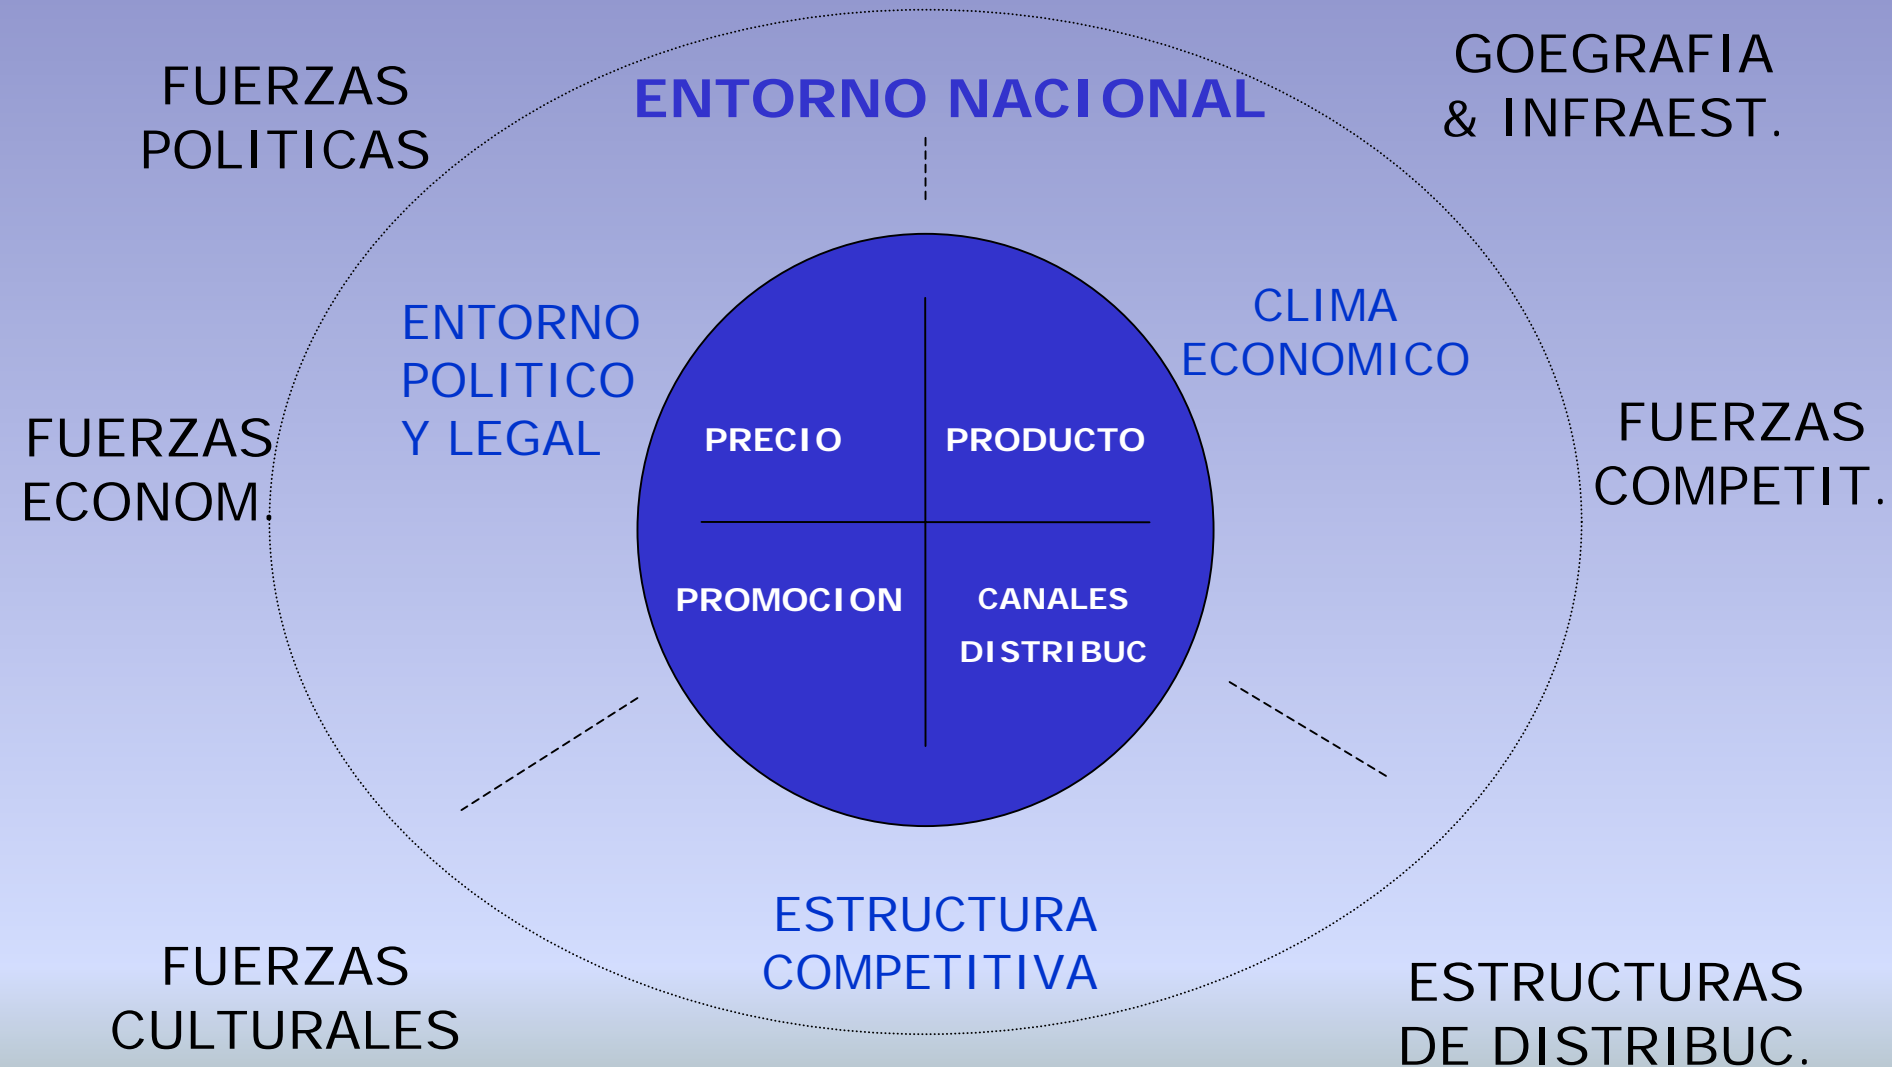 FUERZAS
POLITICAS
ENTORNO NACIONAL
GOEGRAFIA
& INFRAEST.
ENTORNO
POLITICO
Y LEGAL
CLIMA
ECONOMICO
FUERZAS
ECONOM.
PRECIO
PRODUCTO
FUERZAS
COMPETIT.
PROMOCION
CANALES
DISTRIBUC
ESTRUCTURA
COMPETITIVA
FUERZAS
CULTURALES
ESTRUCTURAS
DE DISTRIBUC.